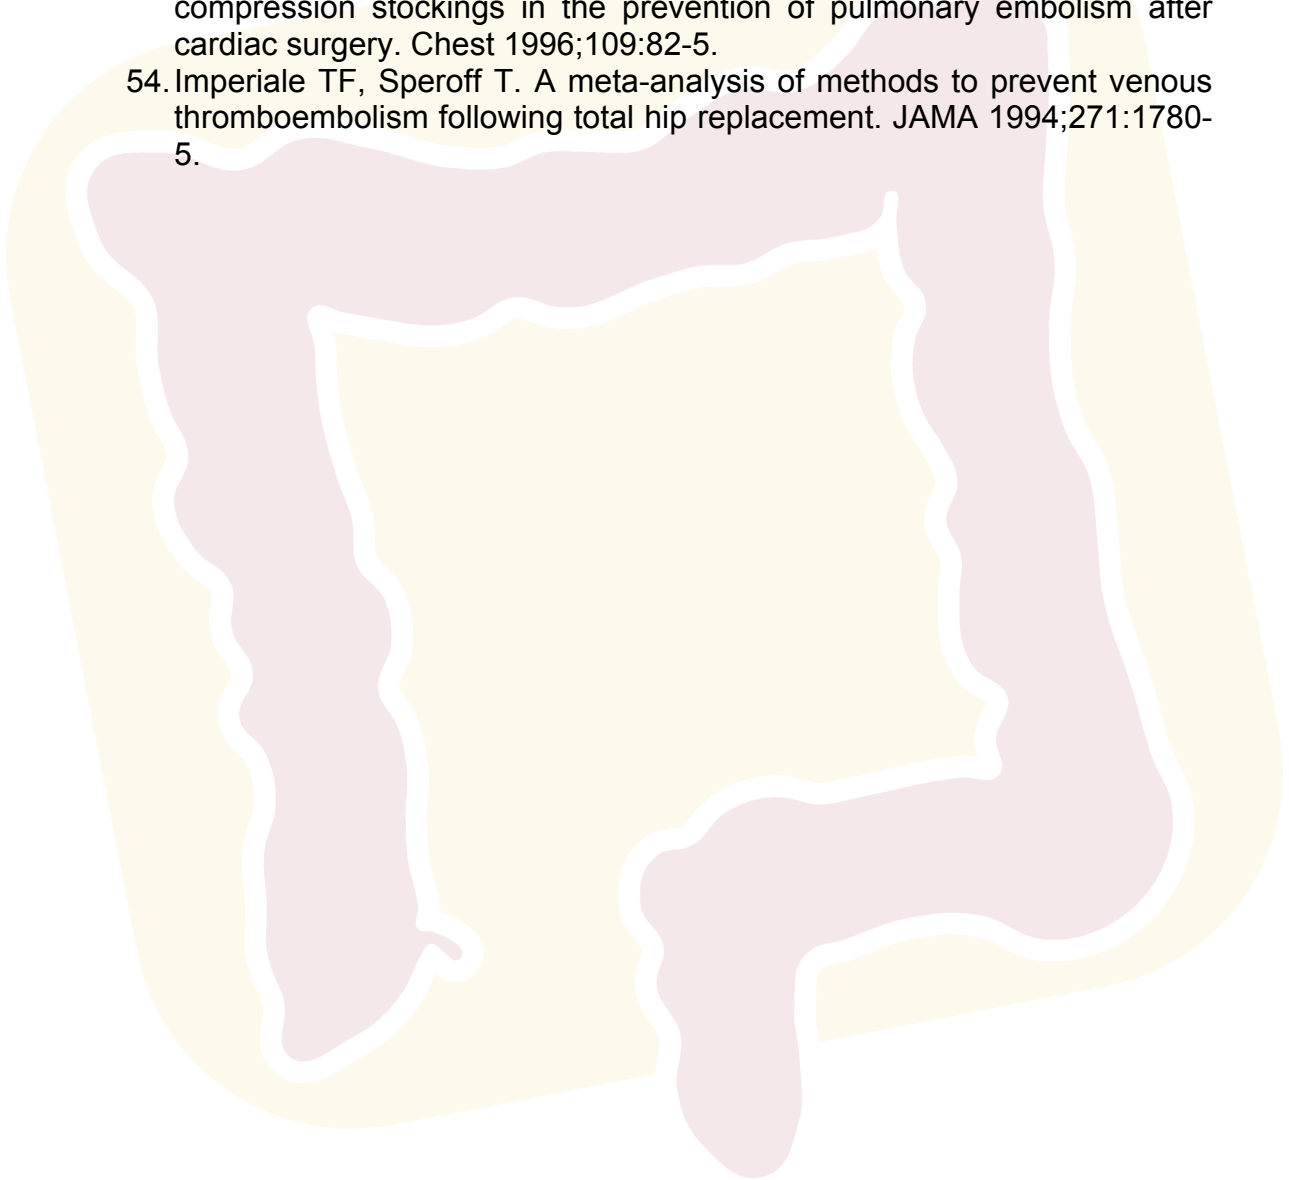 compression stockings in the prevention of pulmonary embolism after
cardiac surgery. Chest 1996;109:82-5.
54. Imperiale TF, Speroff T. A meta-analysis of methods to prevent venous
thromboembolism following total hip replacement. JAMA 1994;271:1780-
5.